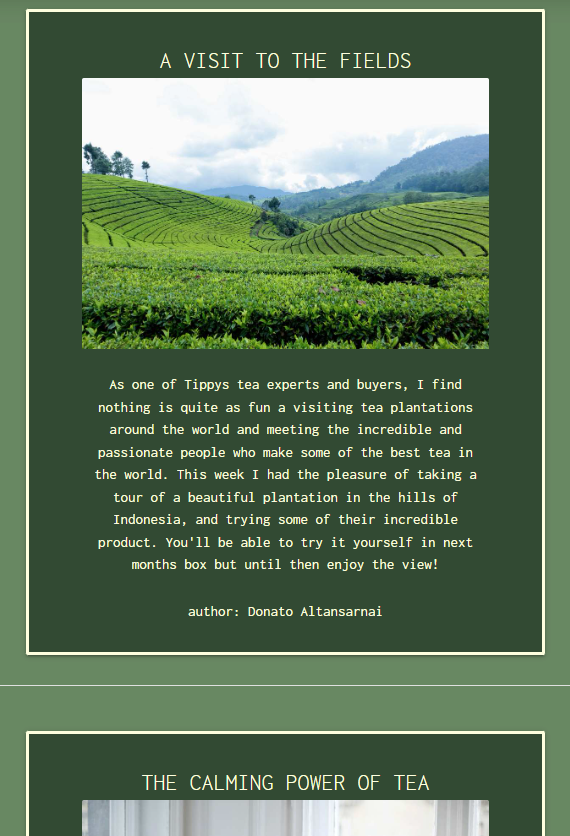 A VISIT TO THE FIELDS
As one of Tippys tea experts and buyers, I find
nothing is quite as fun a visiting tea plantations
around the world and meeting the incredible and
passionate people who make some of the best tea in
the world. This week I had the pleasure of taking a
tour of a beautiful plantation in the hills of
Indonesia, and trying some of their incredible
product. You'll be able to try it yourself in next
months box but until then enjoy the view!
author: Donato Altansarnai
THE CALMING POWER OF TEA